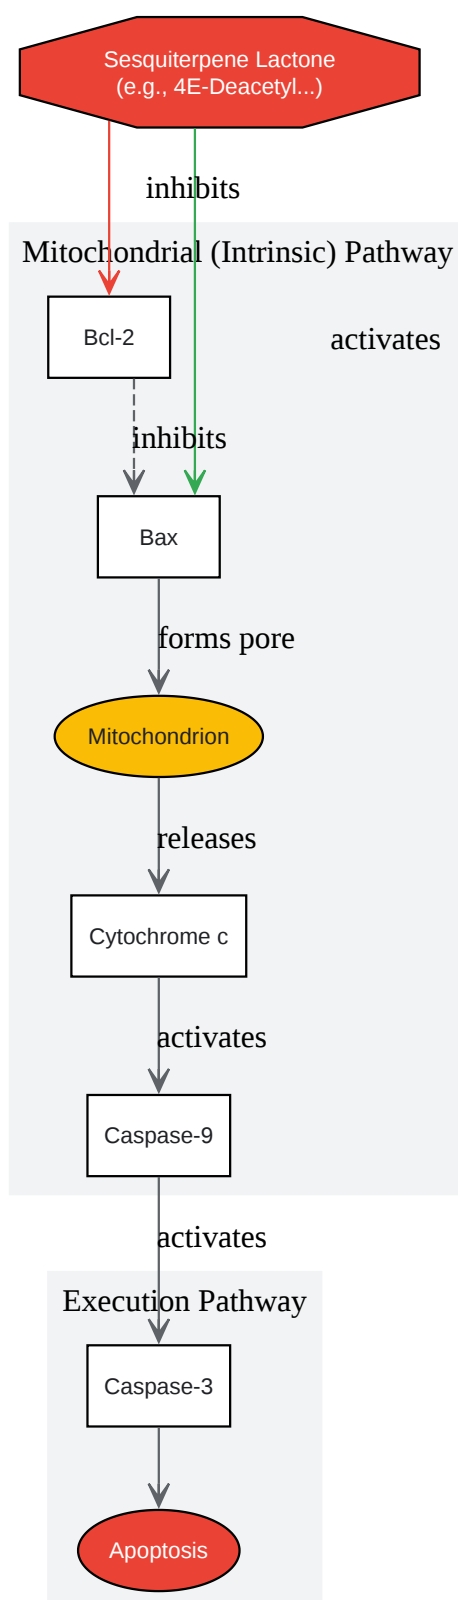 Sesquiterpene Lactone
(e.g., 4E-Deacetyl...)
inhibits
Mitochondrial (Intrinsic) Pathway
Bcl-2
activates
inhibits
Bax
forms pore
Mitochondrion
releases
Cytochrome c
activates
Caspase-9
activates
Execution Pathway
Caspase-3
Apoptosis